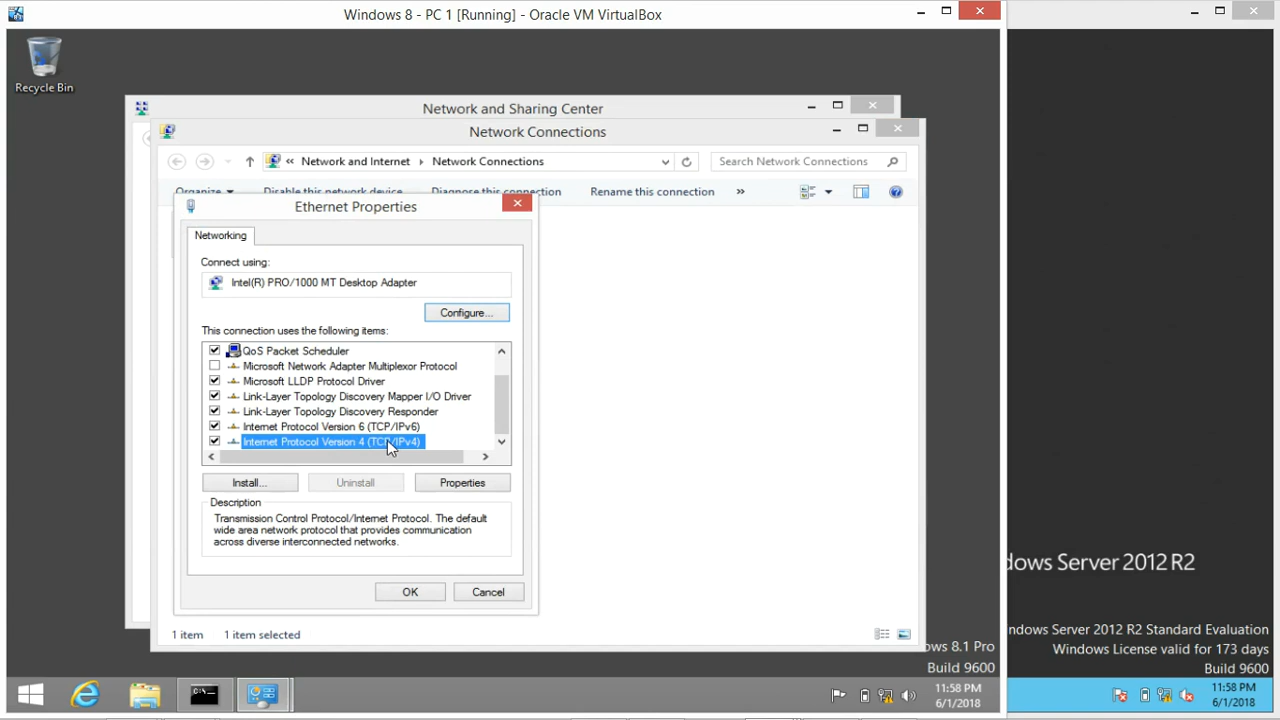 Windows 8 - PC 1 [Running] - Oracle VM VirtualBox
Recycle Bin
Network and Sharing Center
Network Connections
« Network and Internet Network Connections
Search Network Connections
Organize Disable this network device Diagnose this connection Rename this connection »
Ethernet Properties
Networking
Connect using:
Intel(R) PRO/1000 MT Desktop Adapter
Configure...
This connection uses the following items:
QoS Packet Scheduler
Microsoft Network Adapter Multiplexor Protocol
Microsoft LLDP Protocol Driver
Link-Layer Topology Discovery Mapper I/O Driver
Link-Layer Topology Discovery Responder
Internet Protocol Version 6 (TCP/IPv6)
Internet Protocol Version 4 (TCP/IPv4)
Install... Uninstall Properties
Description
Transmission Control Protocol/Internet Protocol. The default
wide area network protocol that provides communication
across diverse interconnected networks.
OK Cancel
1 item 1 item selected
ows 8.1 Pro
Build 9600
11:58 PM
6/1/2018
dows Server 2012 R2
ndows Server 2012 R2 Standard Evaluation
Windows License valid for 173 days
Build 9600
11:58 PM
6/1/2018